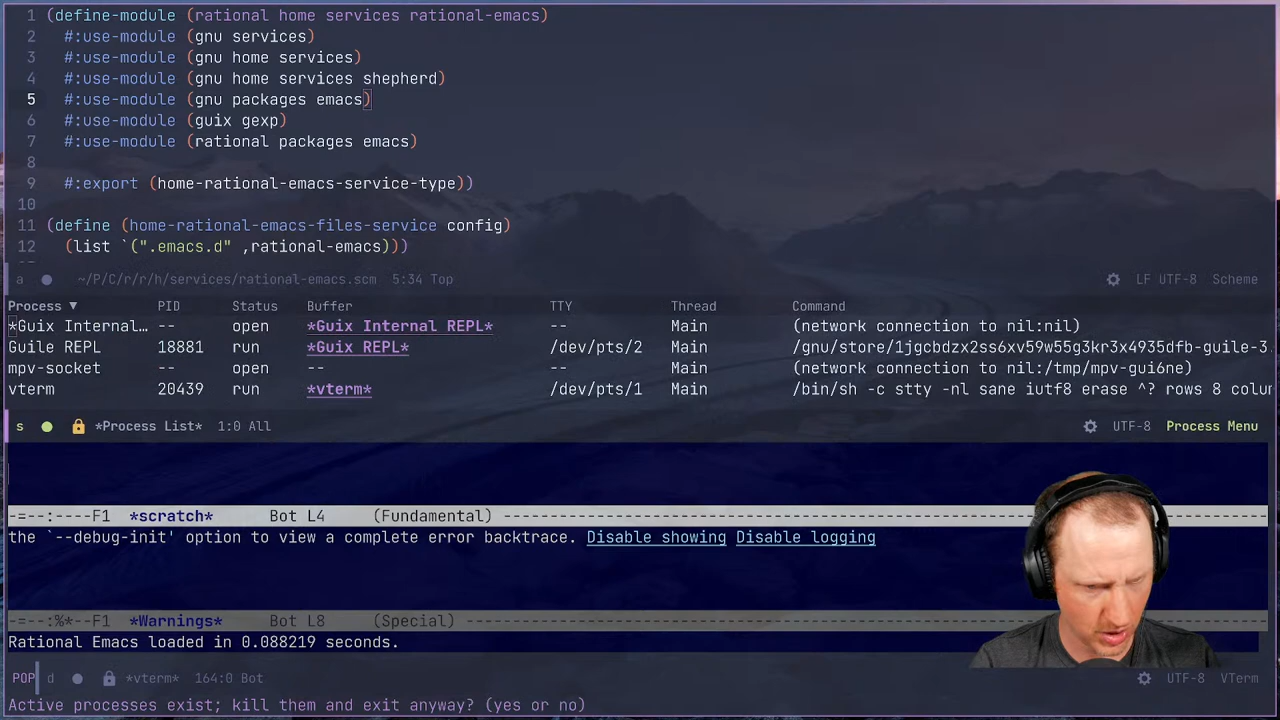 1 (define-module (rational home services rational-emacs)
2 #:use-module (gnu services)
3 #:use-module (gnu home services)
4 #:use-module (gnu home services shepherd)
5 #:use-module (gnu packages emacs)
6 #:use-module (guix gexp)
7 #:use-module (rational packages emacs)
8
9 #:export (home-rational-emacs-service-type))
10
11 (define (home-rational-emacs-files-service config)
12 (list `(".emacs.d" ,rational-emacs)))
a ~/P/C/r/r/h/services/rational-emacs.scm 5:34 Top LF UTF-8 Scheme
Process ▼ PID Status Buffer TTY Thread Command
*Guix Internal… -- open *Guix Internal REPL* -- Main (network connection to nil:nil)
Guile REPL 18881 run *Guix REPL* /dev/pts/2 Main /gnu/store/1jgcbdzx2ss6xv59w55g3kr3x4935dfb-guile-3.
mpv-socket -- open -- -- Main (network connection to nil:/tmp/mpv-gui6ne)
vterm 20439 run *vterm* /dev/pts/1 Main /bin/sh -c stty -nl sane iutf8 erase ^? rows 8 colum
s *Process List* 1:0 All UTF-8 Process Menu
-=--:----F1 *scratch* Bot L4 (Fundamental) ----------------------------------------------------------------------------------
the `--debug-init' option to view a complete error backtrace. Disable showing Disable logging
-=--:%*--F1 *Warnings* Bot L8 (Special) ----------------------------------------------------------
Rational Emacs loaded in 0.088219 seconds.
POP d *vterm* 164:0 Bot UTF-8 VTerm
Active processes exist; kill them and exit anyway? (yes or no)